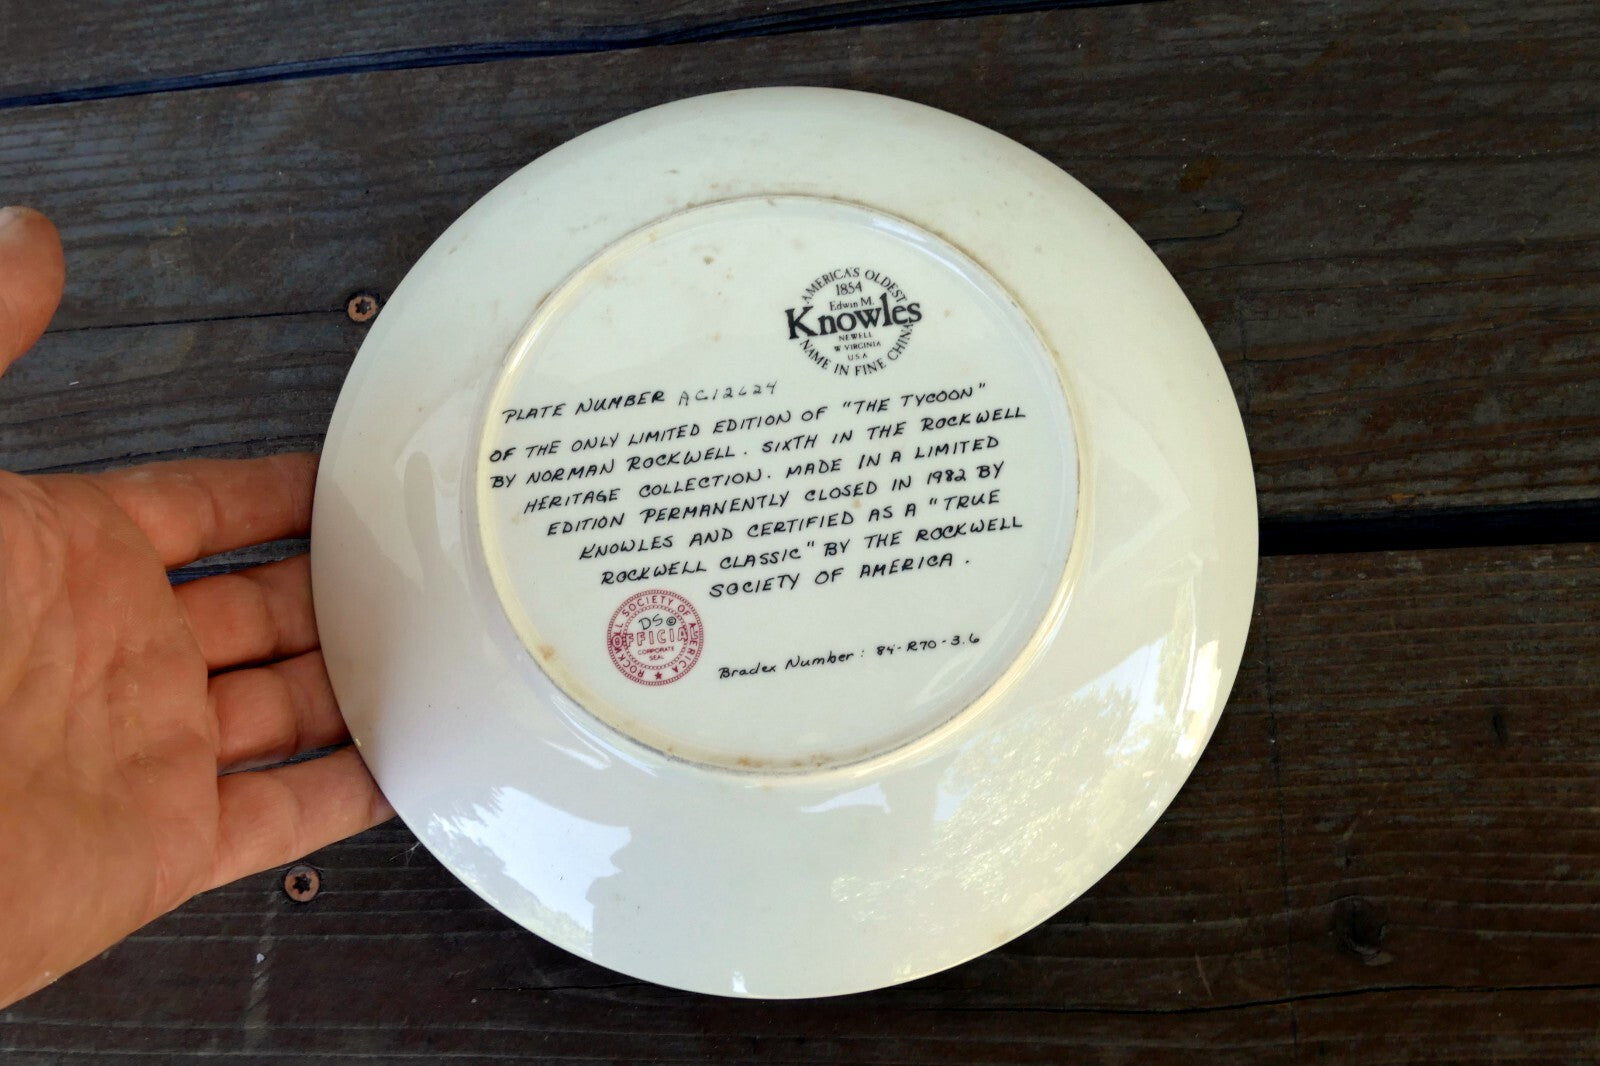 AMERICA'S OLDEST
1854
Edwin M.
Knowles
NEWELL
W VIRGINIA
U.S.A
NAME IN FINE CHINA
PLATE NUMBER AC12624
OF THE ONLY LIMITED EDITION OF "THE TYCOON"
BY NORMAN ROCKWELL. SIXTH IN THE ROCKWELL
HERITAGE COLLECTION. MADE IN A LIMITED
EDITION PERMANENTLY CLOSED IN 1982 BY
KNOWLES AND CERTIFIED AS A "TRUE
ROCKWELL CLASSIC" BY THE ROCKWELL
SOCIETY OF AMERICA.
ROCKWELL SOCIETY OF AMERICA
DS©
OFFICIAL
CORPORATE
SEAL
Bradex Number: 84-R70-3.6